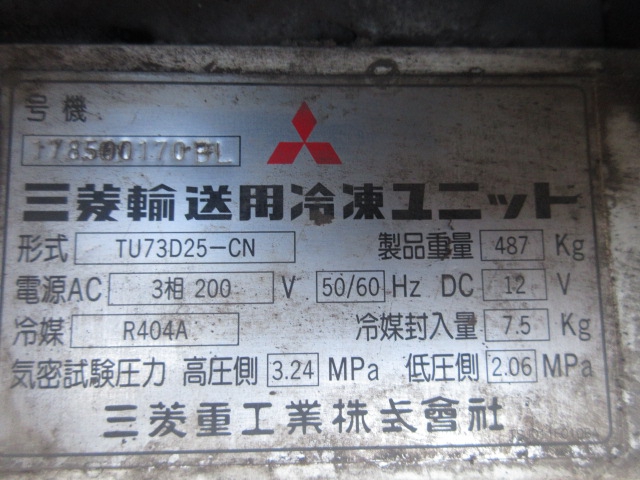 号機
178500170BL
三菱輸送用冷凍ユニット
形式 TU73D25-CN 製品重量 487 Kg
電源AC 3相 200 V 50/60 Hz DC 12 V
冷媒 R404A 冷媒封入量 7.5 Kg
気密試験圧力 高圧側 3.24 MPa 低圧側 2.06 MPa
三菱重工業株式會社